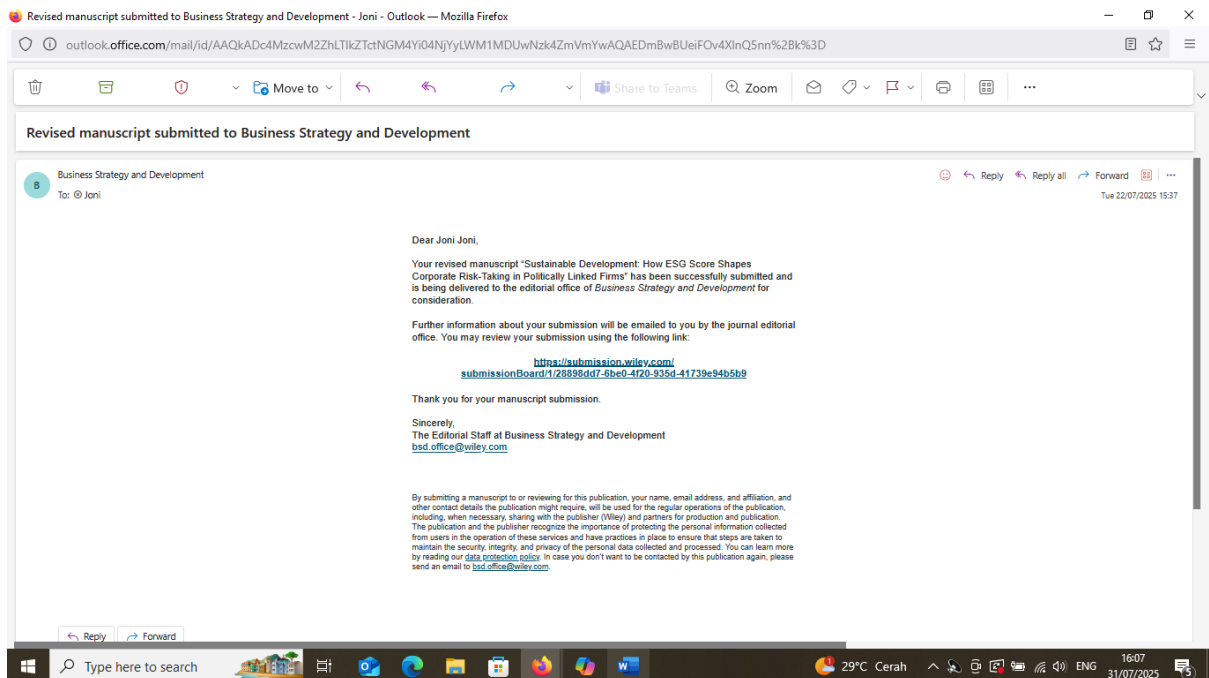 Revised manuscript submitted to Business Strategy and Development - Joni - Outlook — Mozilla Firefox
outlook.office.com/mail/id/AAQkADc4MzcwM2ZhLTlkZTctNGM4Yi04NjYyLWM1MDUwNzk4ZmVmYwAQAEDmBwBUeiFOv4XlnQ5nn%2Bk%3D
Move to
Share to Teams
Zoom
Revised manuscript submitted to Business Strategy and Development
B
Business Strategy and Development
To: Joni
Reply
Reply all
Forward
Tue 22/07/2025 15:37
Dear Joni Joni,
Your revised manuscript "Sustainable Development: How ESG Score Shapes
Corporate Risk-Taking in Politically Linked Firms" has been successfully submitted and
is being delivered to the editorial office of Business Strategy and Development for
consideration.
Further information about your submission will be emailed to you by the journal editorial
office. You may review your submission using the following link:
https://submission.wiley.com/
submissionBoard/1/28898dd7-6be0-4f20-935d-41739e94b5b9
Thank you for your manuscript submission.
Sincerely,
The Editorial Staff at Business Strategy and Development
bsd.office@wiley.com
By submitting a manuscript to or reviewing for this publication, your name, email address, and affiliation, and
other contact details the publication might require, will be used for the regular operations of the publication,
including, when necessary, sharing with the publisher (Wiley) and partners for production and publication.
The publication and the publisher recognize the importance of protecting the personal information collected
from users in the operation of these services and have practices in place to ensure that steps are taken to
maintain the security, integrity, and privacy of the personal data collected and processed. You can learn more
by reading our data protection policy. In case you don't want to be contacted by this publication again, please
send an email to bsd.office@wiley.com.
Reply
Forward
Type here to search
29°C Cerah
ENG
16:07
31/07/2025
5